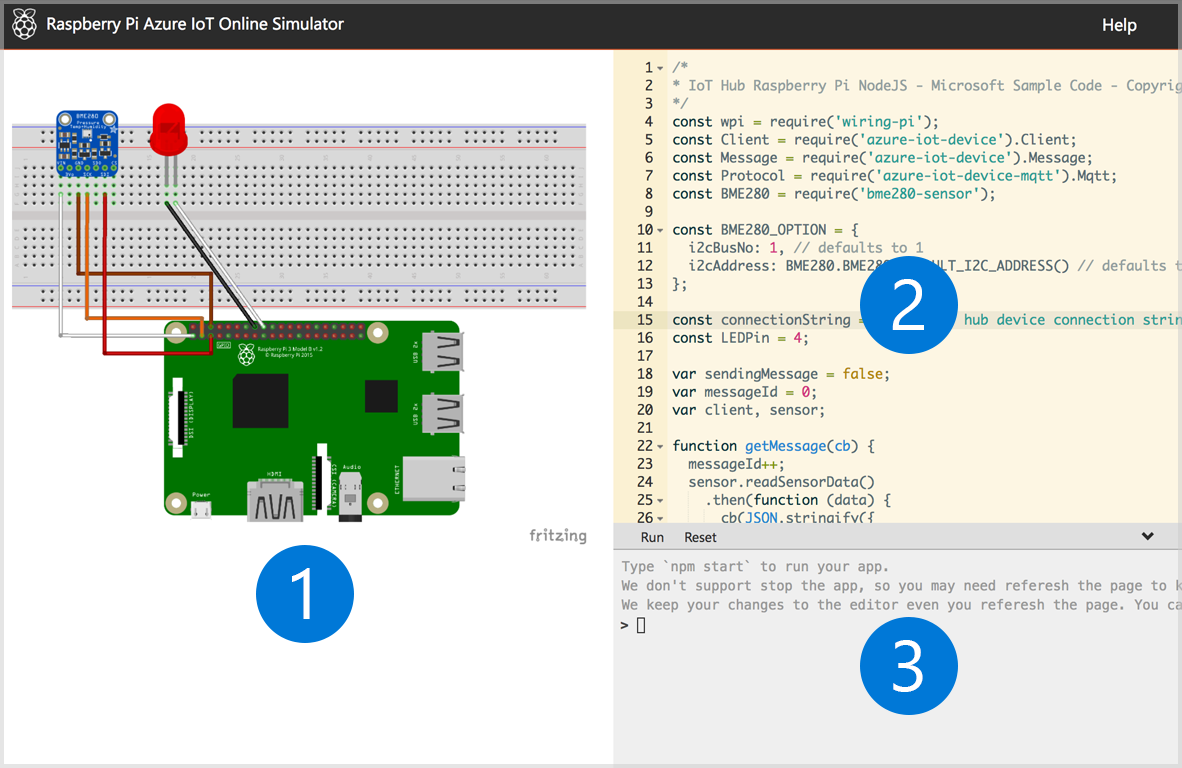 Raspberry Pi Azure IoT Online Simulator
Help
BME280
Pressure
Temp+Humidity
Raspberry Pi 3 Model B v1.2
© Raspberry Pi 2015
GPIO
USB 2x
USB 2x
ETHERNET
DSI (DISPLAY)
CSI (CAMERA)
Audio
HDMI
Power
fritzing
1
1 /*
2 * IoT Hub Raspberry Pi NodeJS - Microsoft Sample Code - Copyrig
3 */
4 const wpi = require('wiring-pi');
5 const Client = require('azure-iot-device').Client;
6 const Message = require('azure-iot-device').Message;
7 const Protocol = require('azure-iot-device-mqtt').Mqtt;
8 const BME280 = require('bme280-sensor');
9
10 const BME280_OPTION = {
11 i2cBusNo: 1, // defaults to 1
12 i2cAddress: BME280.BME28 ULT_I2C_ADDRESS() // defaults t
13 };
14
15 const connectionString = hub device connection strin
16 const LEDPin = 4;
17
18 var sendingMessage = false;
19 var messageId = 0;
20 var client, sensor;
21
22 function getMessage(cb) {
23 messageId++;
24 sensor.readSensorData()
25 .then(function (data) {
26 cb(JSON.stringify({
2
Run Reset
Type `npm start` to run your app.
We don't support stop the app, so you may need referesh the page to k
We keep your changes to the editor even you referesh the page. You ca
>
3